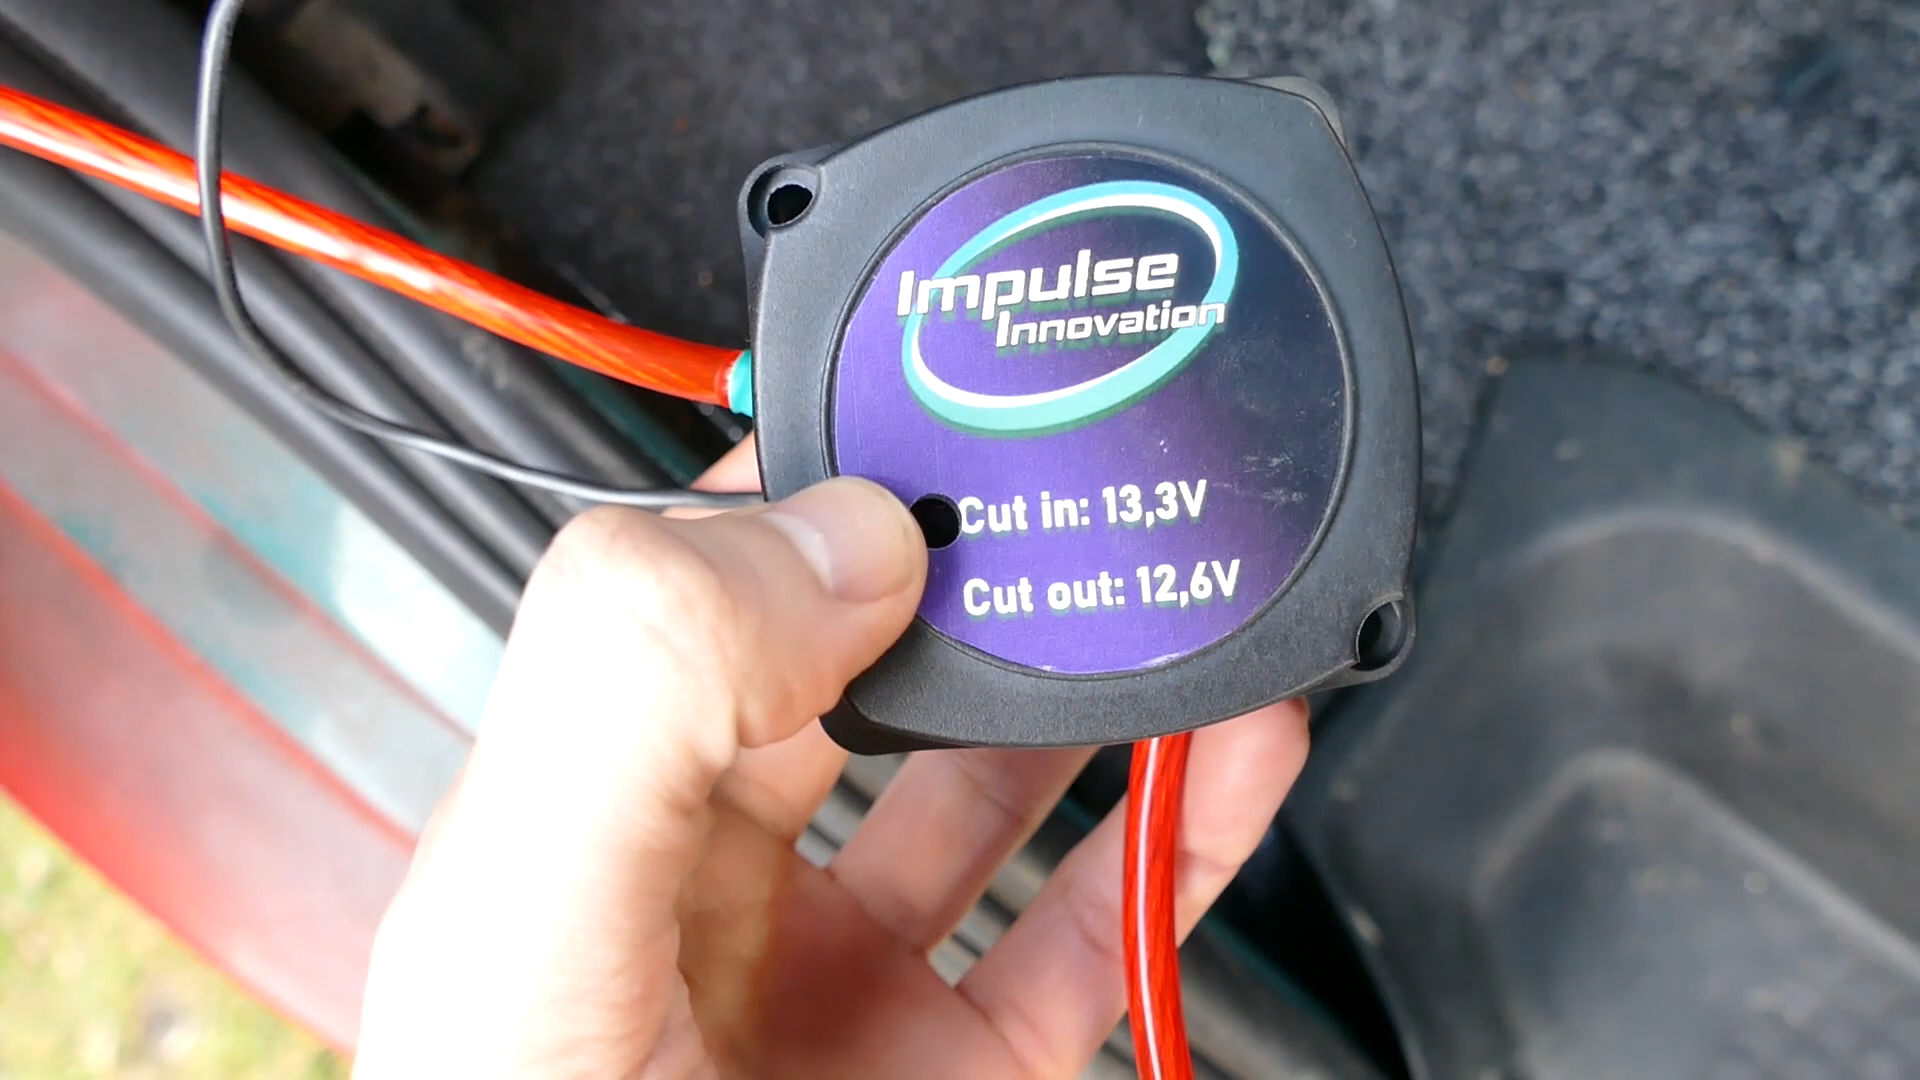 Impulse
Innovation
Cut in: 13,3V
Cut out: 12,6V